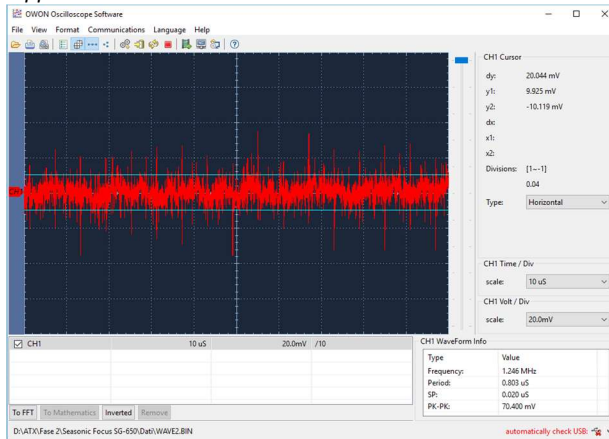 OWON Oscilloscope Software
File View Format Communications Language Help
CH1 Cursor
dy: 20.044 mV
y1: 9.925 mV
y2: -10.119 mV
dx:
x1:
x2:
Divisions: [1~-1]
0.04
Type: Horizontal
CH1 Time / Div
scale: 10 uS
CH1 Volt / Div
scale: 20.0mV
CH1 10 uS 20.0mV /10
CH1 WaveForm Info
Type Value
Frequency: 1.246 MHz
Period: 0.803 uS
SP: 0.020 uS
PK-PK: 70.400 mV
To FFT To Mathematics Inverted Remove
D:\ATX\Fase 2\Seasonic Focus SG-650\Dati\WAVE2.BIN
automatically check USB: